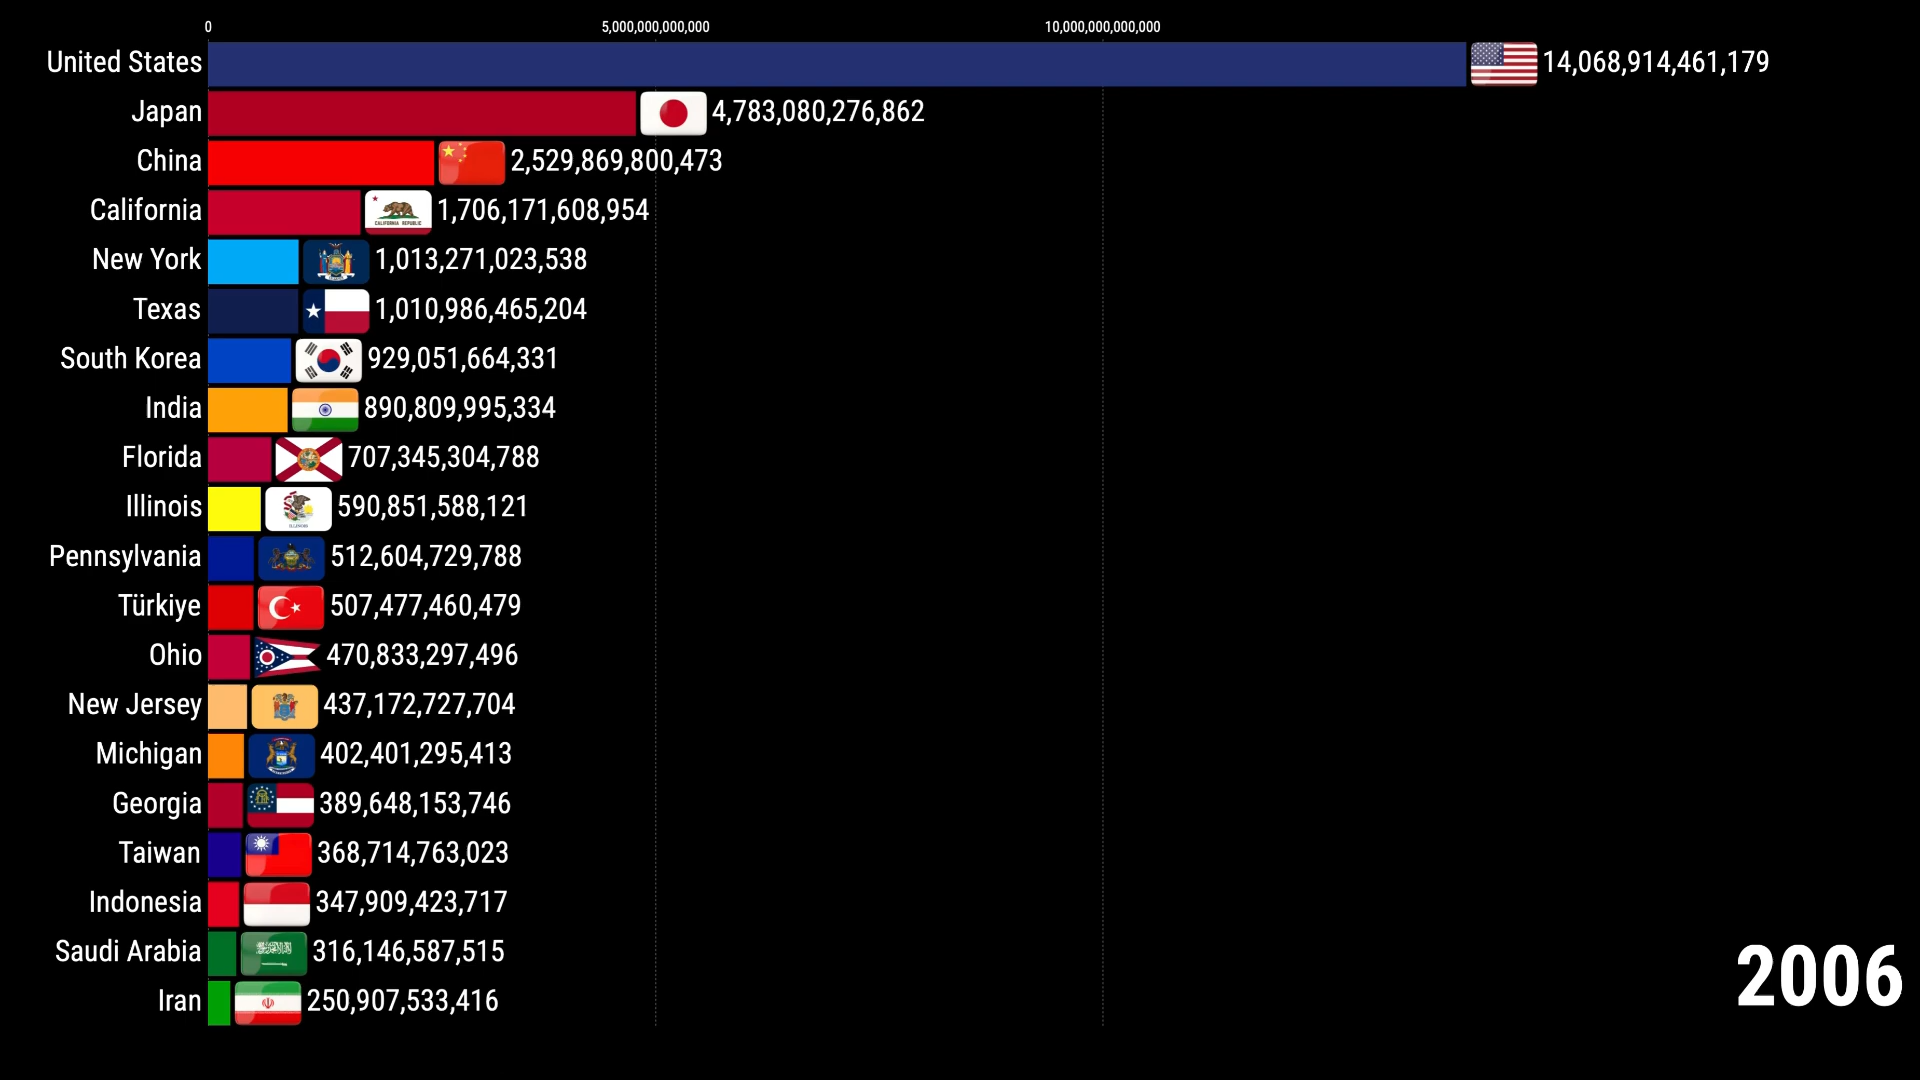 0 5,000,000,000,000 10,000,000,000,000
United States 14,068,914,461,179
Japan 4,783,080,276,862
China 2,529,869,800,473
California CALIFORNIA REPUBLIC 1,706,171,608,954
New York 1,013,271,023,538
Texas 1,010,986,465,204
South Korea 929,051,664,331
India 890,809,995,334
Florida 707,345,304,788
Illinois ILLINOIS 590,851,588,121
Pennsylvania 512,604,729,788
Türkiye 507,477,460,479
Ohio 470,833,297,496
New Jersey 437,172,727,704
Michigan 402,401,295,413
Georgia 389,648,153,746
Taiwan 368,714,763,023
Indonesia 347,909,423,717
Saudi Arabia 316,146,587,515
Iran 250,907,533,416
2006